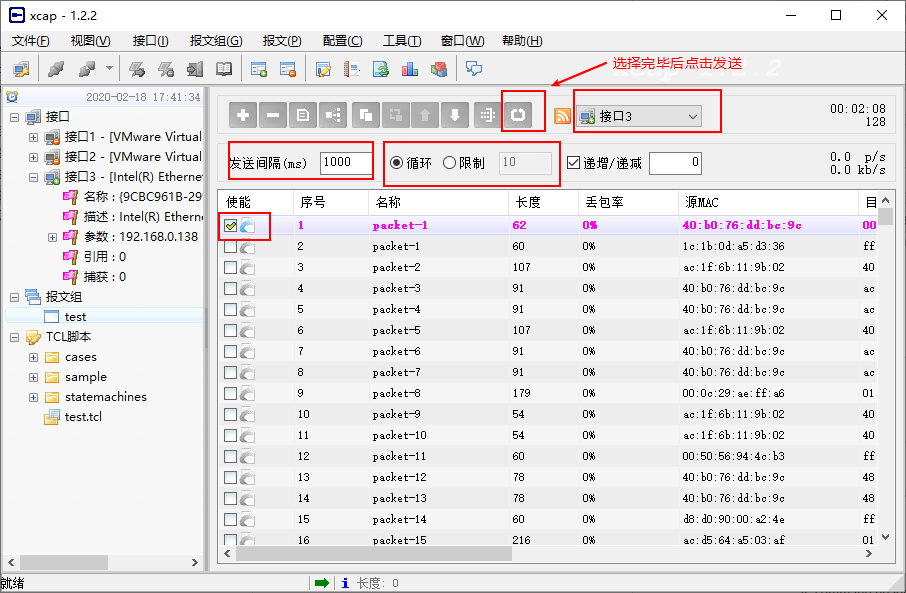 xcap - 1.2.2
文件(F) 视图(V) 接口(I) 报文组(G) 报文(P) 配置(C) 工具(T) 窗口(W) 帮助(H)
选择完毕后点击发送
2020-02-18 17:41:34
接口
接口1 - [VMware Virtual
接口2 - [VMware Virtual
接口3 - [Intel(R) Etherne
名称 : {9CBC961B-29
描述 : Intel(R) Etherne
参数 : 192.168.0.138
引用 : 0
捕获 : 0
报文组
test
TCL脚本
cases
sample
statemachines
test.tcl
接口3
00:02:08
128
发送间隔(ms) 1000 循环 限制 10 递增/递减 0
0.0 p/s
0.0 kb/s
使能 序号 名称 长度 丢包率 源MAC 目
1 packet-1 62 0% 40:b0:76:dd:bc:9c 00
2 packet-1 60 0% 1c:1b:0d:a5:d3:36 ff
3 packet-2 107 0% ac:1f:6b:11:9b:02 40
4 packet-3 91 0% 40:b0:76:dd:bc:9c ac
5 packet-4 91 0% 40:b0:76:dd:bc:9c ac
6 packet-5 107 0% ac:1f:6b:11:9b:02 40
7 packet-6 91 0% 40:b0:76:dd:bc:9c ac
8 packet-7 91 0% 40:b0:76:dd:bc:9c ac
9 packet-8 179 0% 00:0c:29:ae:ff:a6 01
10 packet-9 54 0% ac:1f:6b:11:9b:02 40
11 packet-10 54 0% ac:1f:6b:11:9b:02 40
12 packet-11 60 0% 00:50:56:94:4c:b3 ff
13 packet-12 78 0% 40:b0:76:dd:bc:9c 48
14 packet-13 78 0% 40:b0:76:dd:bc:9c 48
15 packet-14 60 0% d8:d0:90:00:a2:4e ff
16 packet-15 216 0% ac:d5:64:a5:03:af 01
就绪
长度: 0